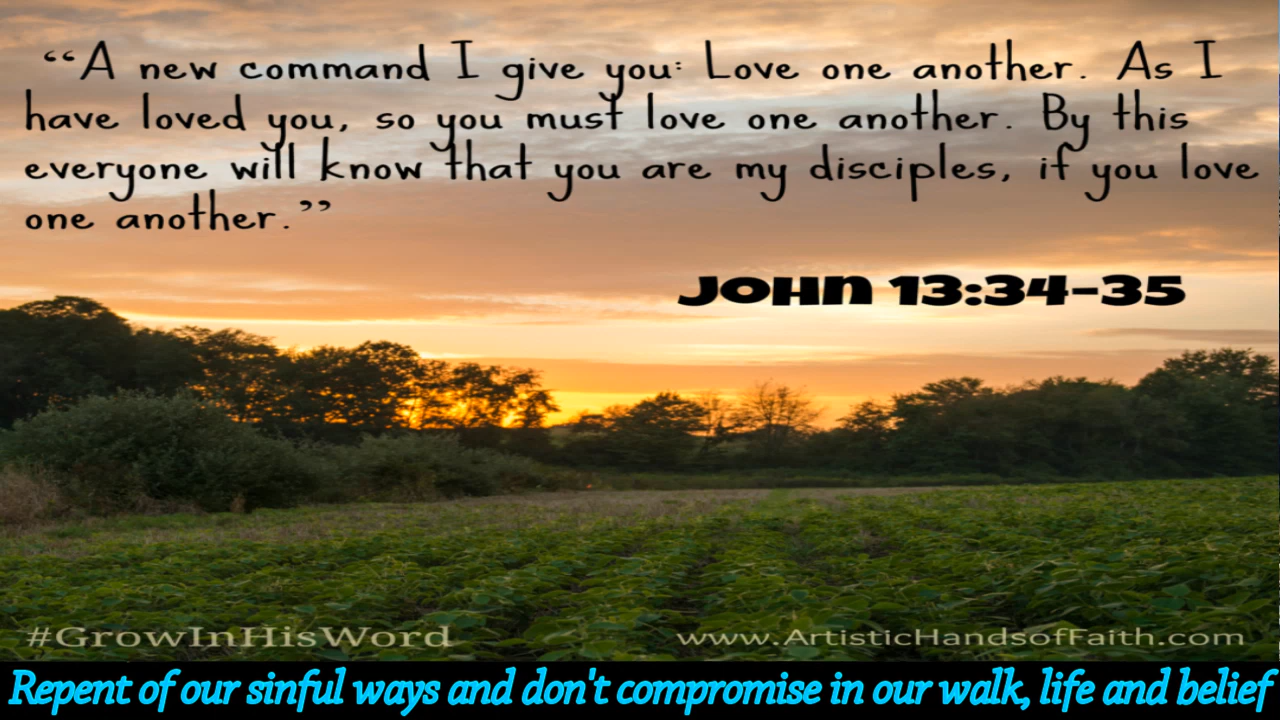 “A new command I give you: Love one another. As I
have loved you, so you must love one another. By this
everyone will know that you are my disciples, if you love
one another.”
John 13:34-35
#GrowInHisWord
www.ArtisticHandsofFaith.com
Repent of our sinful ways and don't compromise in our walk, life and belief